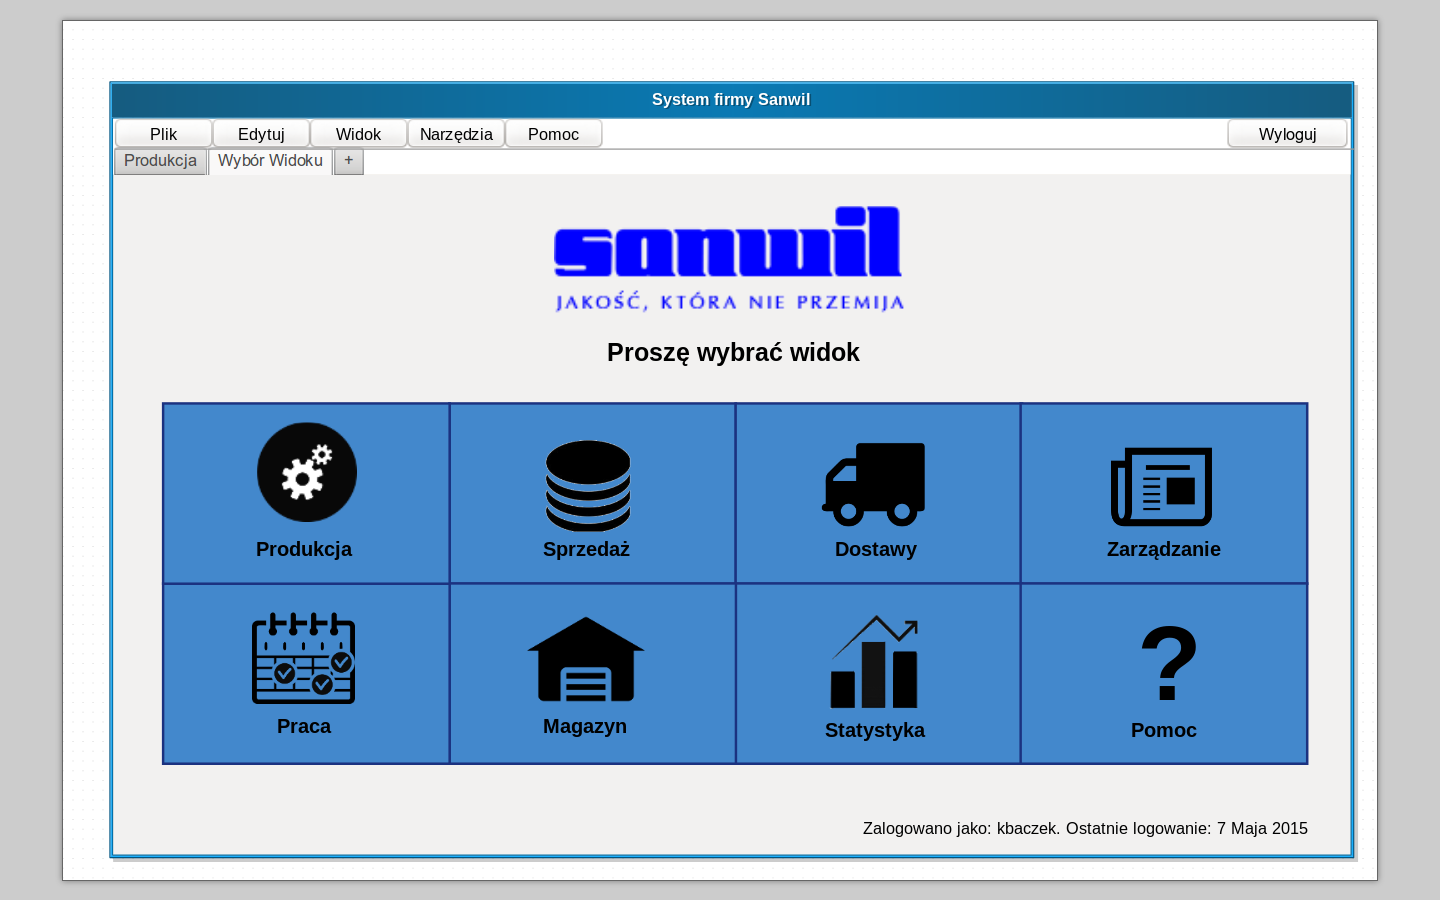 System firmy Sanwil
Plik Edytuj Widok Narzędzia Pomoc Wyloguj
Produkcja Wybór Widoku +
sanwil
JAKOŚĆ, KTÓRA NIE PRZEMIJA
Proszę wybrać widok
Produkcja Sprzedaż Dostawy Zarządzanie
?
Praca Magazyn Statystyka Pomoc
Zalogowano jako: kbaczek. Ostatnie logowanie: 7 Maja 2015